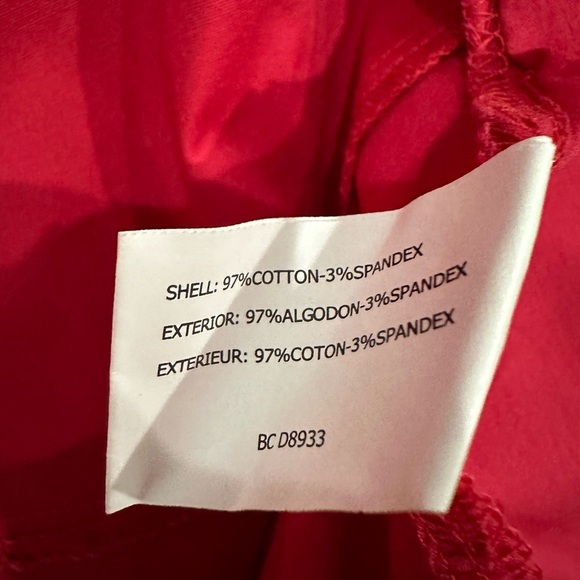 SHELL: 97%COTTON-3%SPANDEX
EXTERIOR: 97%ALGODON-3%SPANDEX
EXTERIEUR: 97%COTON-3%SPANDEX
BC D8933